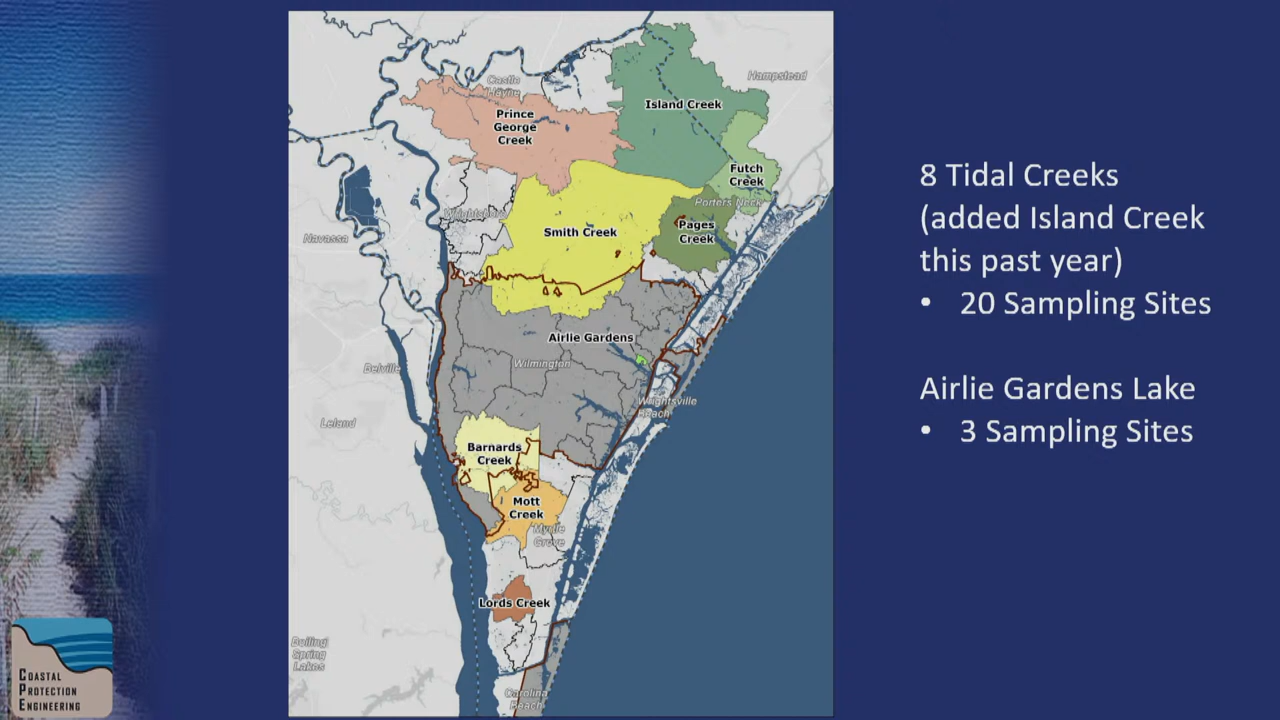 Castle
Hayne
Hampstead
Island Creek
Prince
George
Creek
Futch
Creek
Porters Neck
Wrightsboro
Navassa
Smith Creek
Pages
Creek
Airlie Gardens
Wilmington
Belville
Leland
Wrightsville
Beach
Barnards
Creek
Mott
Creek
Myrtle
Grove
Lords Creek
Boiling
Spring
Lakes
Carolina
Beach
8 Tidal Creeks
(added Island Creek
this past year)
• 20 Sampling Sites
Airlie Gardens Lake
• 3 Sampling Sites
COASTAL
PROTECTION
ENGINEERING